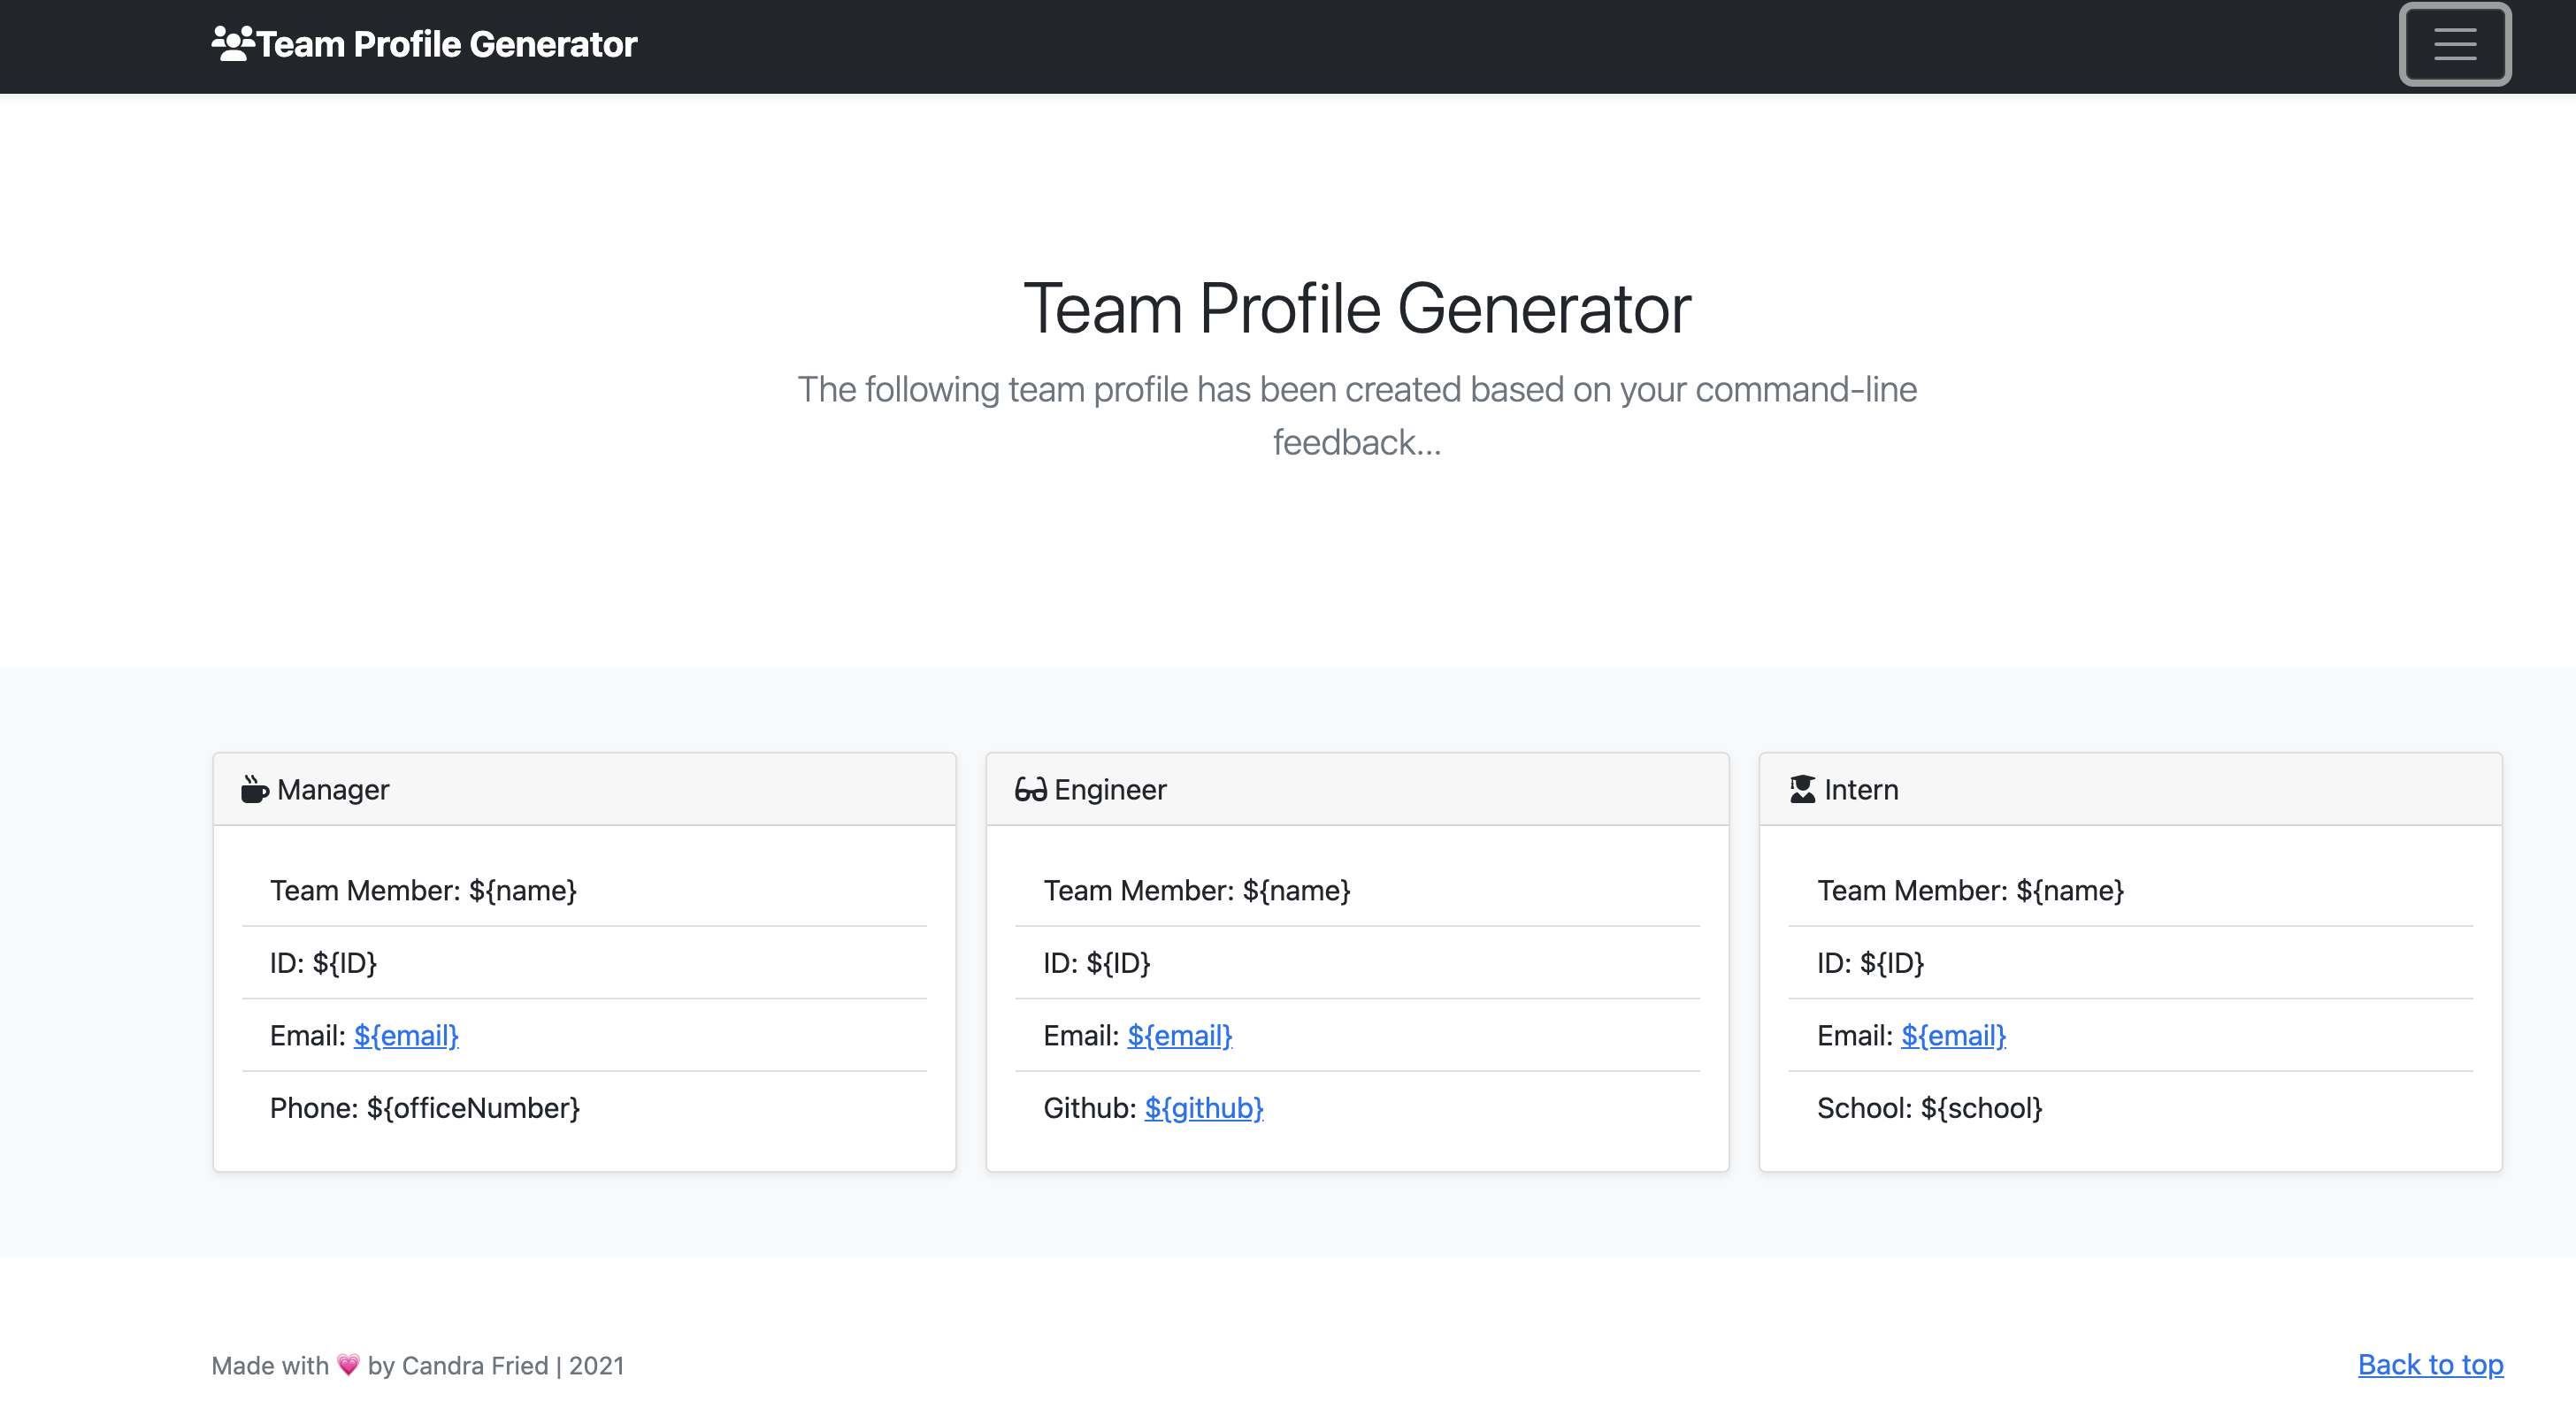 Team Profile Generator
Team Profile Generator
The following team profile has been created based on your command-line
feedback...
Manager
Team Member: ${name}
ID: ${ID}
Email: ${email}
Phone: ${officeNumber}
Engineer
Team Member: ${name}
ID: ${ID}
Email: ${email}
Github: ${github}
Intern
Team Member: ${name}
ID: ${ID}
Email: ${email}
School: ${school}
Made with 💗 by Candra Fried | 2021
Back to top